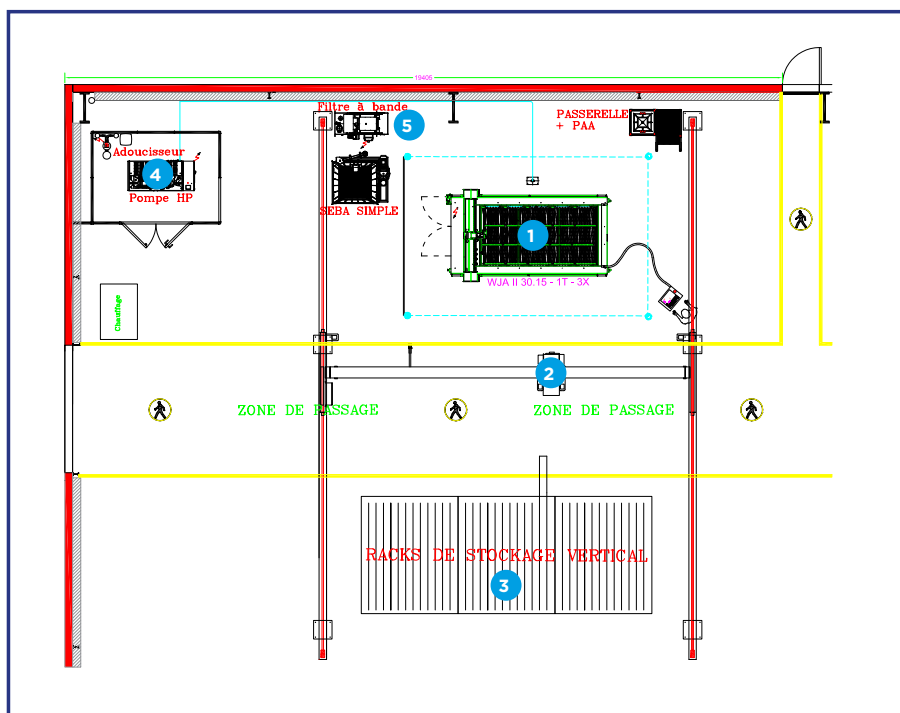 19405
Filtre à bande
5
PASSERELLE
+ PAA
Adoucisseur
4
Pompe HP
SEBA SIMPLE
1
WJA II 30.15 - 1T - 3X
Chauffage
2
ZONE DE PASSAGE
ZONE DE PASSAGE
RACKS DE STOCKAGE VERTICAL
3